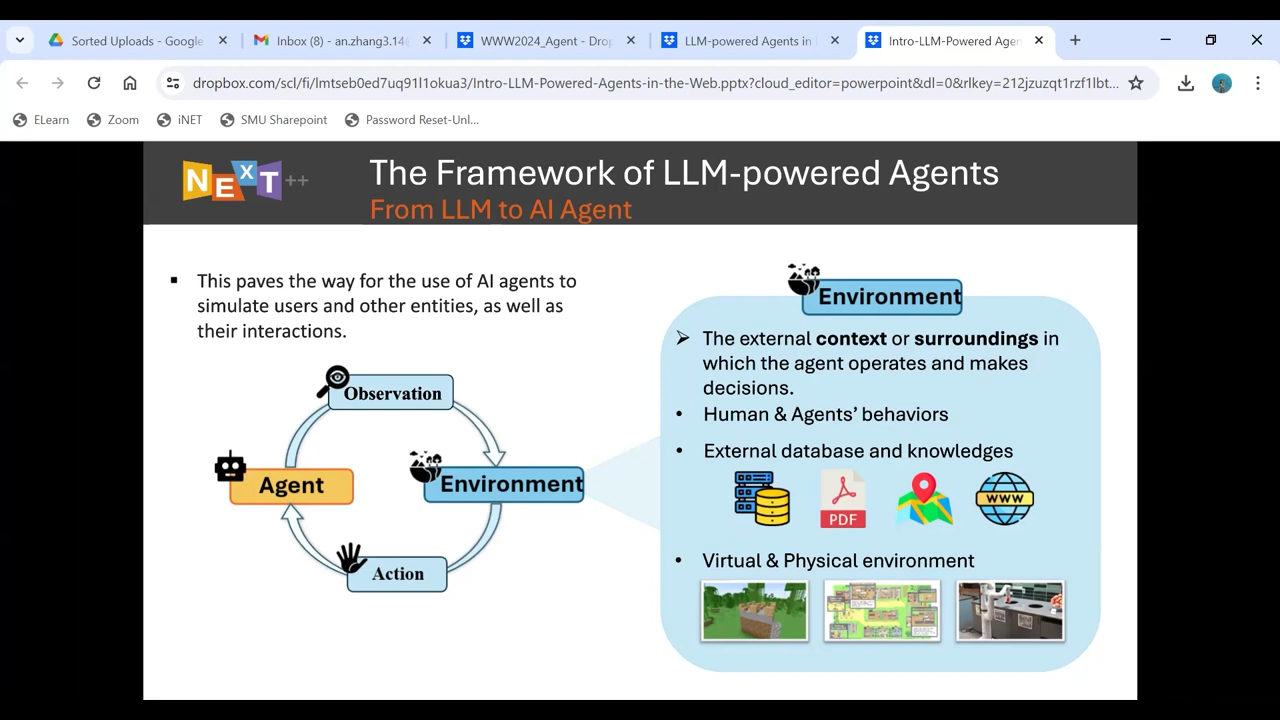 Sorted Uploads - Google
Inbox (8) - an.zhang3.14@
WWW2024_Agent - Drop
LLM-powered Agents in
Intro-LLM-Powered Agen
dropbox.com/scl/fi/lmtseb0ed7uq91l1okua3/Intro-LLM-Powered-Agents-in-the-Web.pptx?cloud_editor=powerpoint&dl=0&rlkey=212jzuzqt1rzf1lbt...
ELearn
Zoom
iNET
SMU Sharepoint
Password Reset-Unl...
NExT++
The Framework of LLM-powered Agents
From LLM to AI Agent
This paves the way for the use of AI agents to
simulate users and other entities, as well as
their interactions.
Observation
Agent
Environment
Action
Environment
The external context or surroundings in
which the agent operates and makes
decisions.
Human & Agents' behaviors
External database and knowledges
PDF
WWW
Virtual & Physical environment